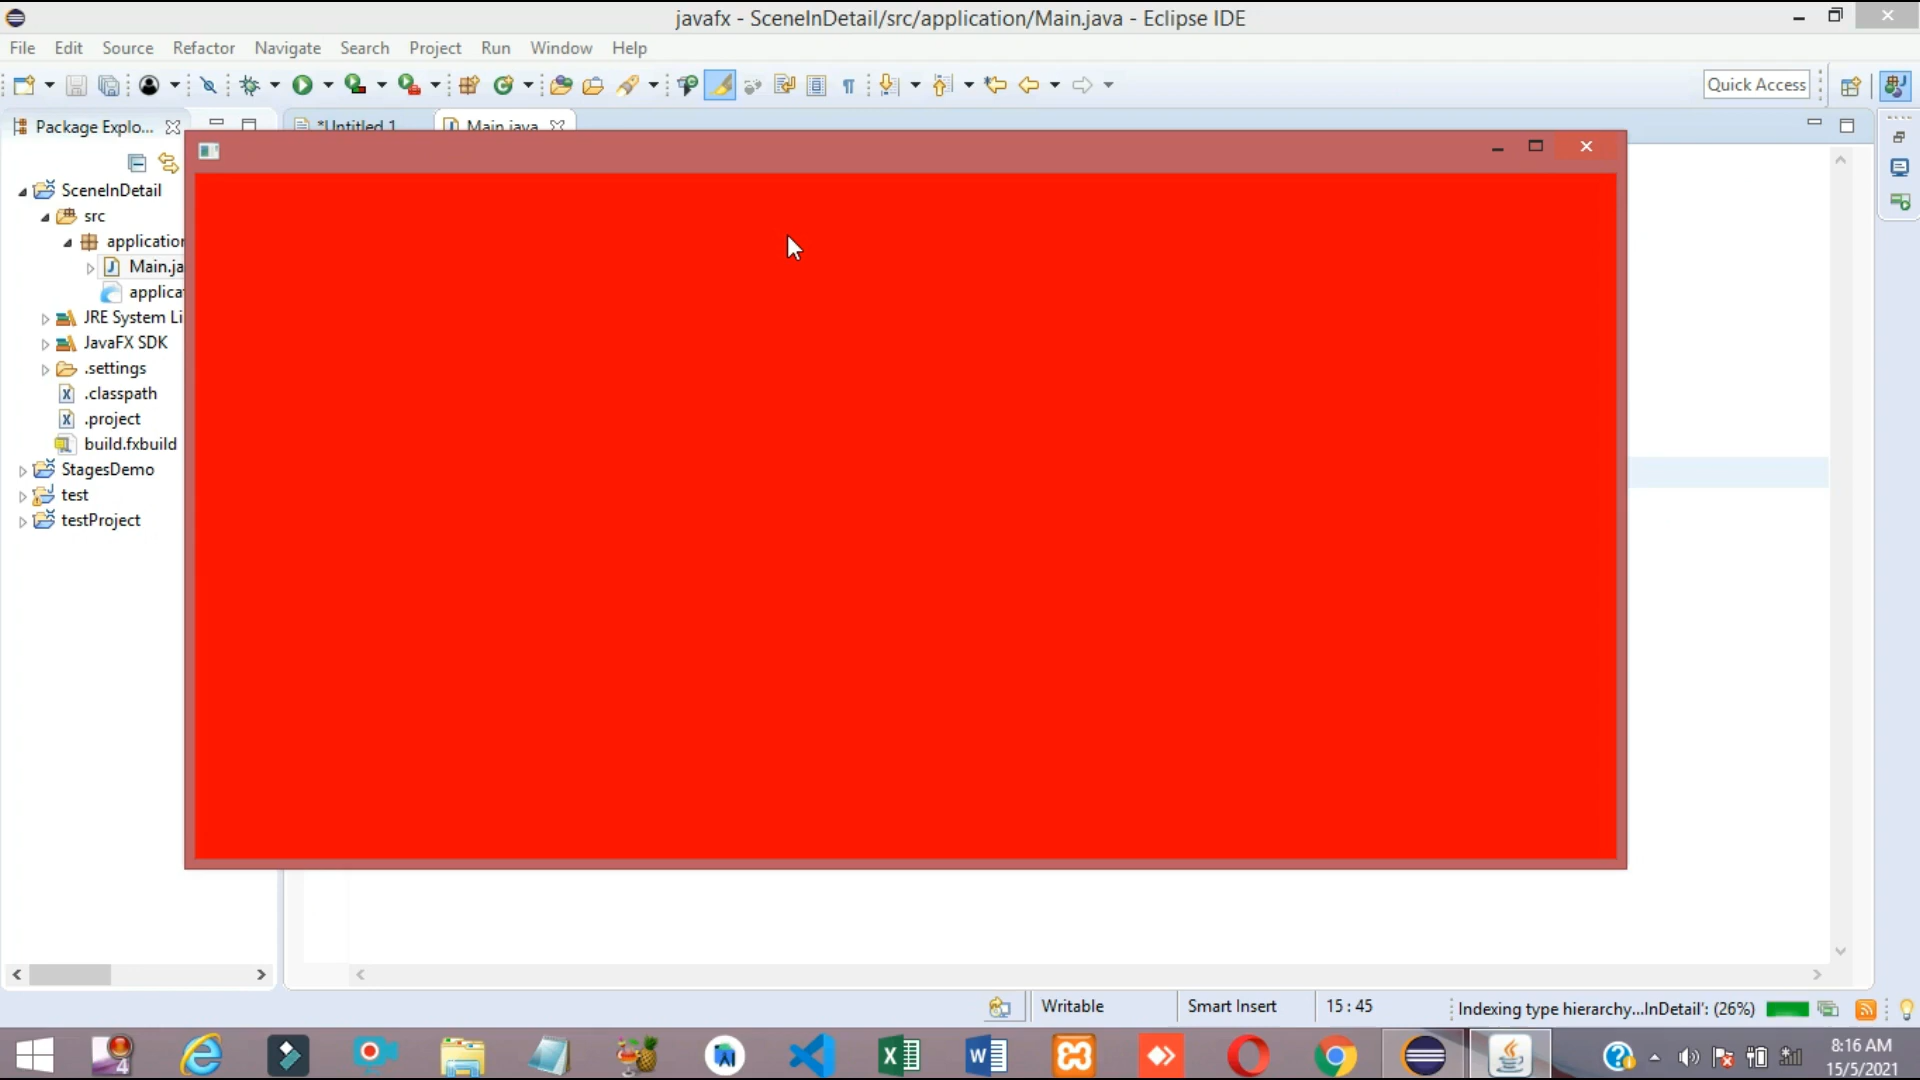 javafx - SceneInDetail/src/application/Main.java - Eclipse IDE
File Edit Source Refactor Navigate Search Project Run Window Help
Quick Access
Package Explo...
*Untitled 1
Main.java
SceneInDetail
src
application
Main.ja
applica
JRE System Li
JavaFX SDK
.settings
.classpath
.project
build.fxbuild
StagesDemo
test
testProject
Writable
Smart Insert
15 : 45
Indexing type hierarchy...InDetail': (26%)
8:16 AM
15/5/2021